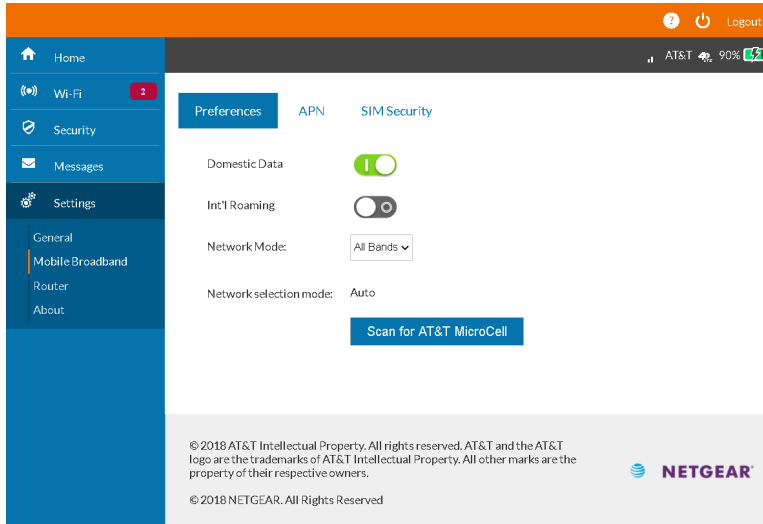 ? Logout
Home
AT&T 90%
Wi-Fi 2
Security
Messages
Settings
General
Mobile Broadband
Router
About
Preferences APN SIM Security
Domestic Data
Int'l Roaming
Network Mode: All Bands
Network selection mode: Auto
Scan for AT&T MicroCell
© 2018 AT&T Intellectual Property. All rights reserved. AT&T and the AT&T
logo are the trademarks of AT&T Intellectual Property. All other marks are the
property of their respective owners.
© 2018 NETGEAR. All Rights Reserved
NETGEAR